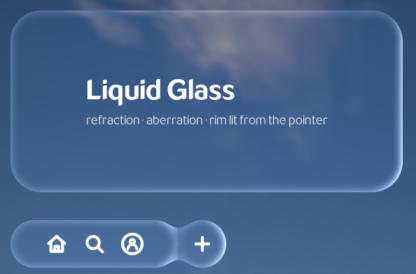 Liquid Glass
refraction · aberration · rim lit from the pointer